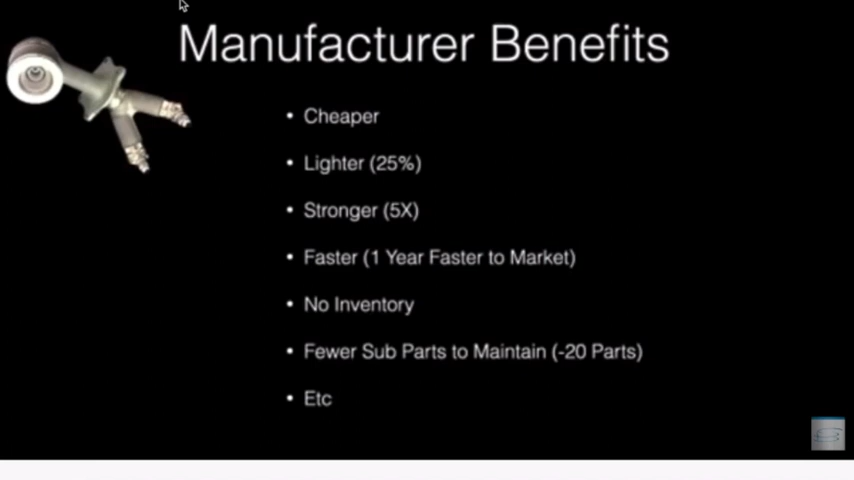 Manufacturer Benefits
• Cheaper
• Lighter (25%)
• Stronger (5X)
• Faster (1 Year Faster to Market)
• No Inventory
• Fewer Sub Parts to Maintain (-20 Parts)
• Etc